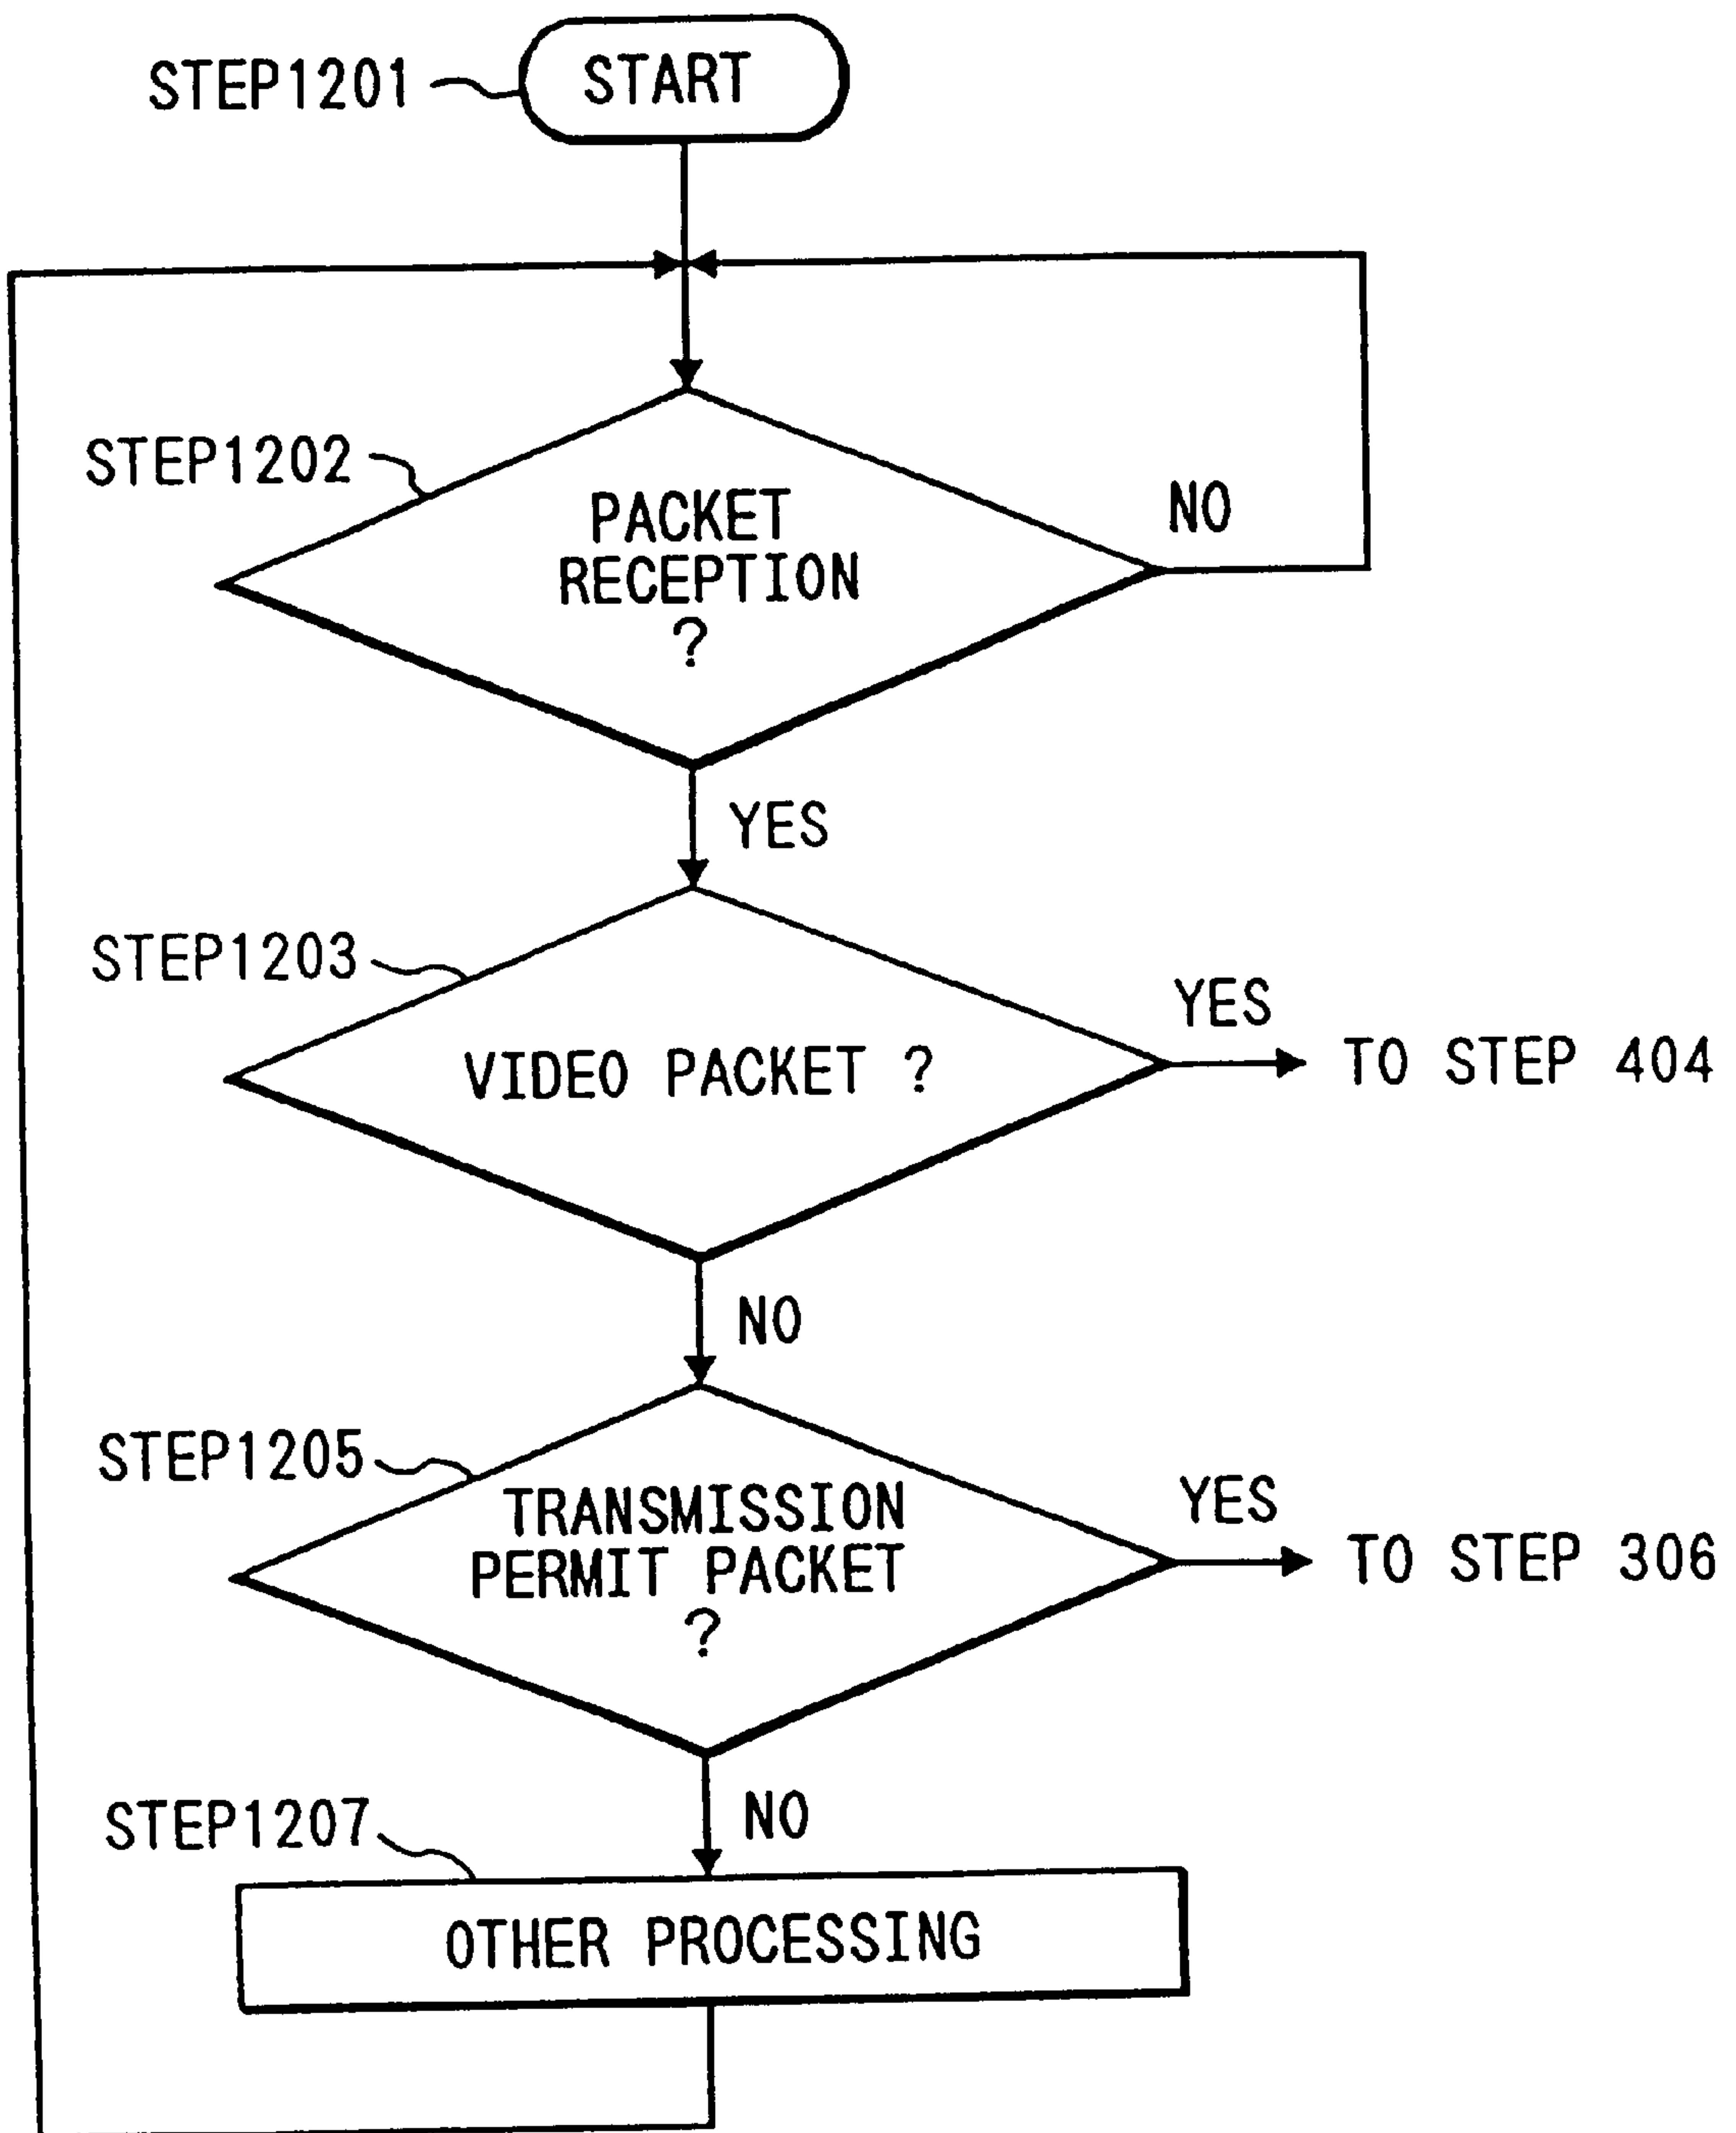 STEP1201
START
STEP1202
PACKET
RECEPTION
?
NO
YES
STEP1203
VIDEO PACKET ?
YES
TO STEP 404
NO
STEP1205
TRANSMISSION
PERMIT PACKET
?
YES
TO STEP 306
NO
STEP1207
OTHER PROCESSING